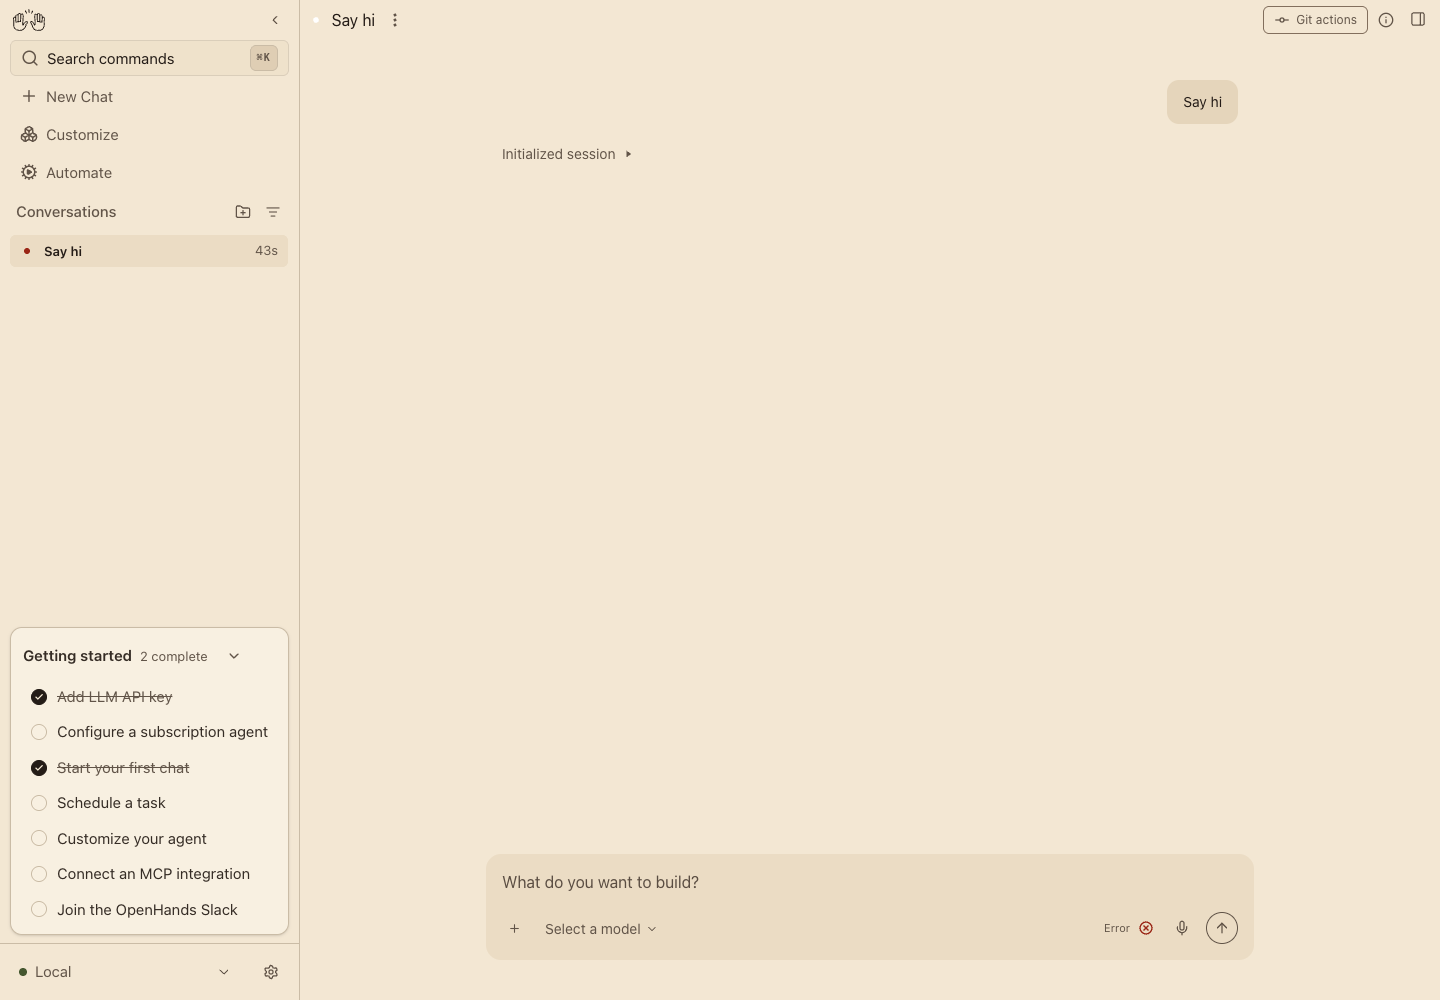 Say hi
Git actions
Search commands
⌘K
New Chat
Customize
Automate
Conversations
Say hi
43s
Say hi
Initialized session
Getting started
2 complete
Add LLM API key
Configure a subscription agent
Start your first chat
Schedule a task
Customize your agent
Connect an MCP integration
Join the OpenHands Slack
Local
What do you want to build?
Select a model
Error